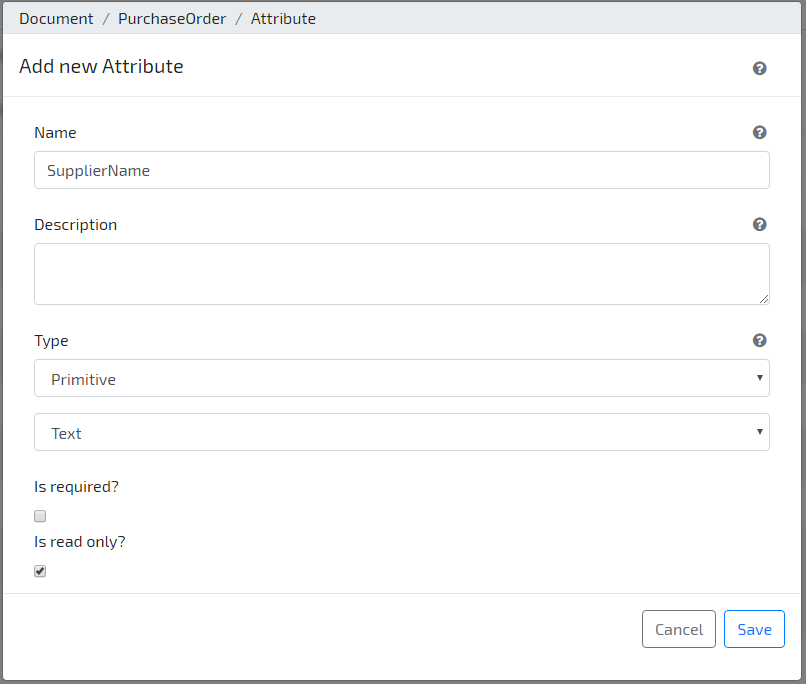 Document / PurchaseOrder / Attribute
Add new Attribute
Name
SupplierName
Description
Type
Primitive
Text
Is required?
Is read only?
Cancel Save